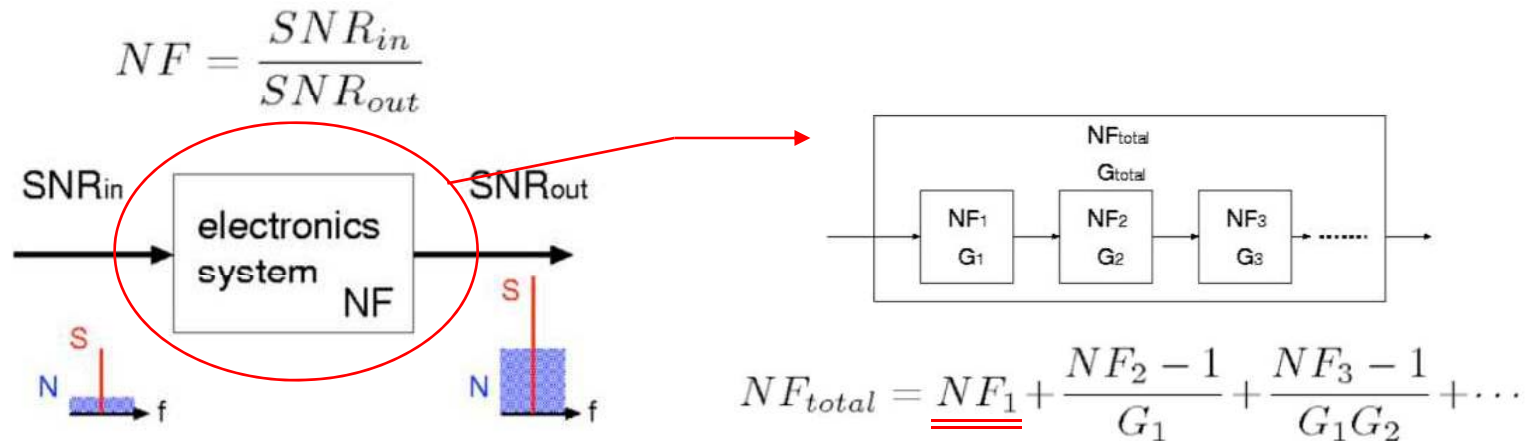 NF = SNR_in / SNR_out
SNRin
SNRout
electronics
system
NF
S
N
f
S
N
f
NFtotal
Gtotal
NF1
G1
NF2
G2
NF3
G3
NF_total = NF_1 + (NF_2 − 1) / G_1 + (NF_3 − 1) / (G_1 G_2) + ⋯